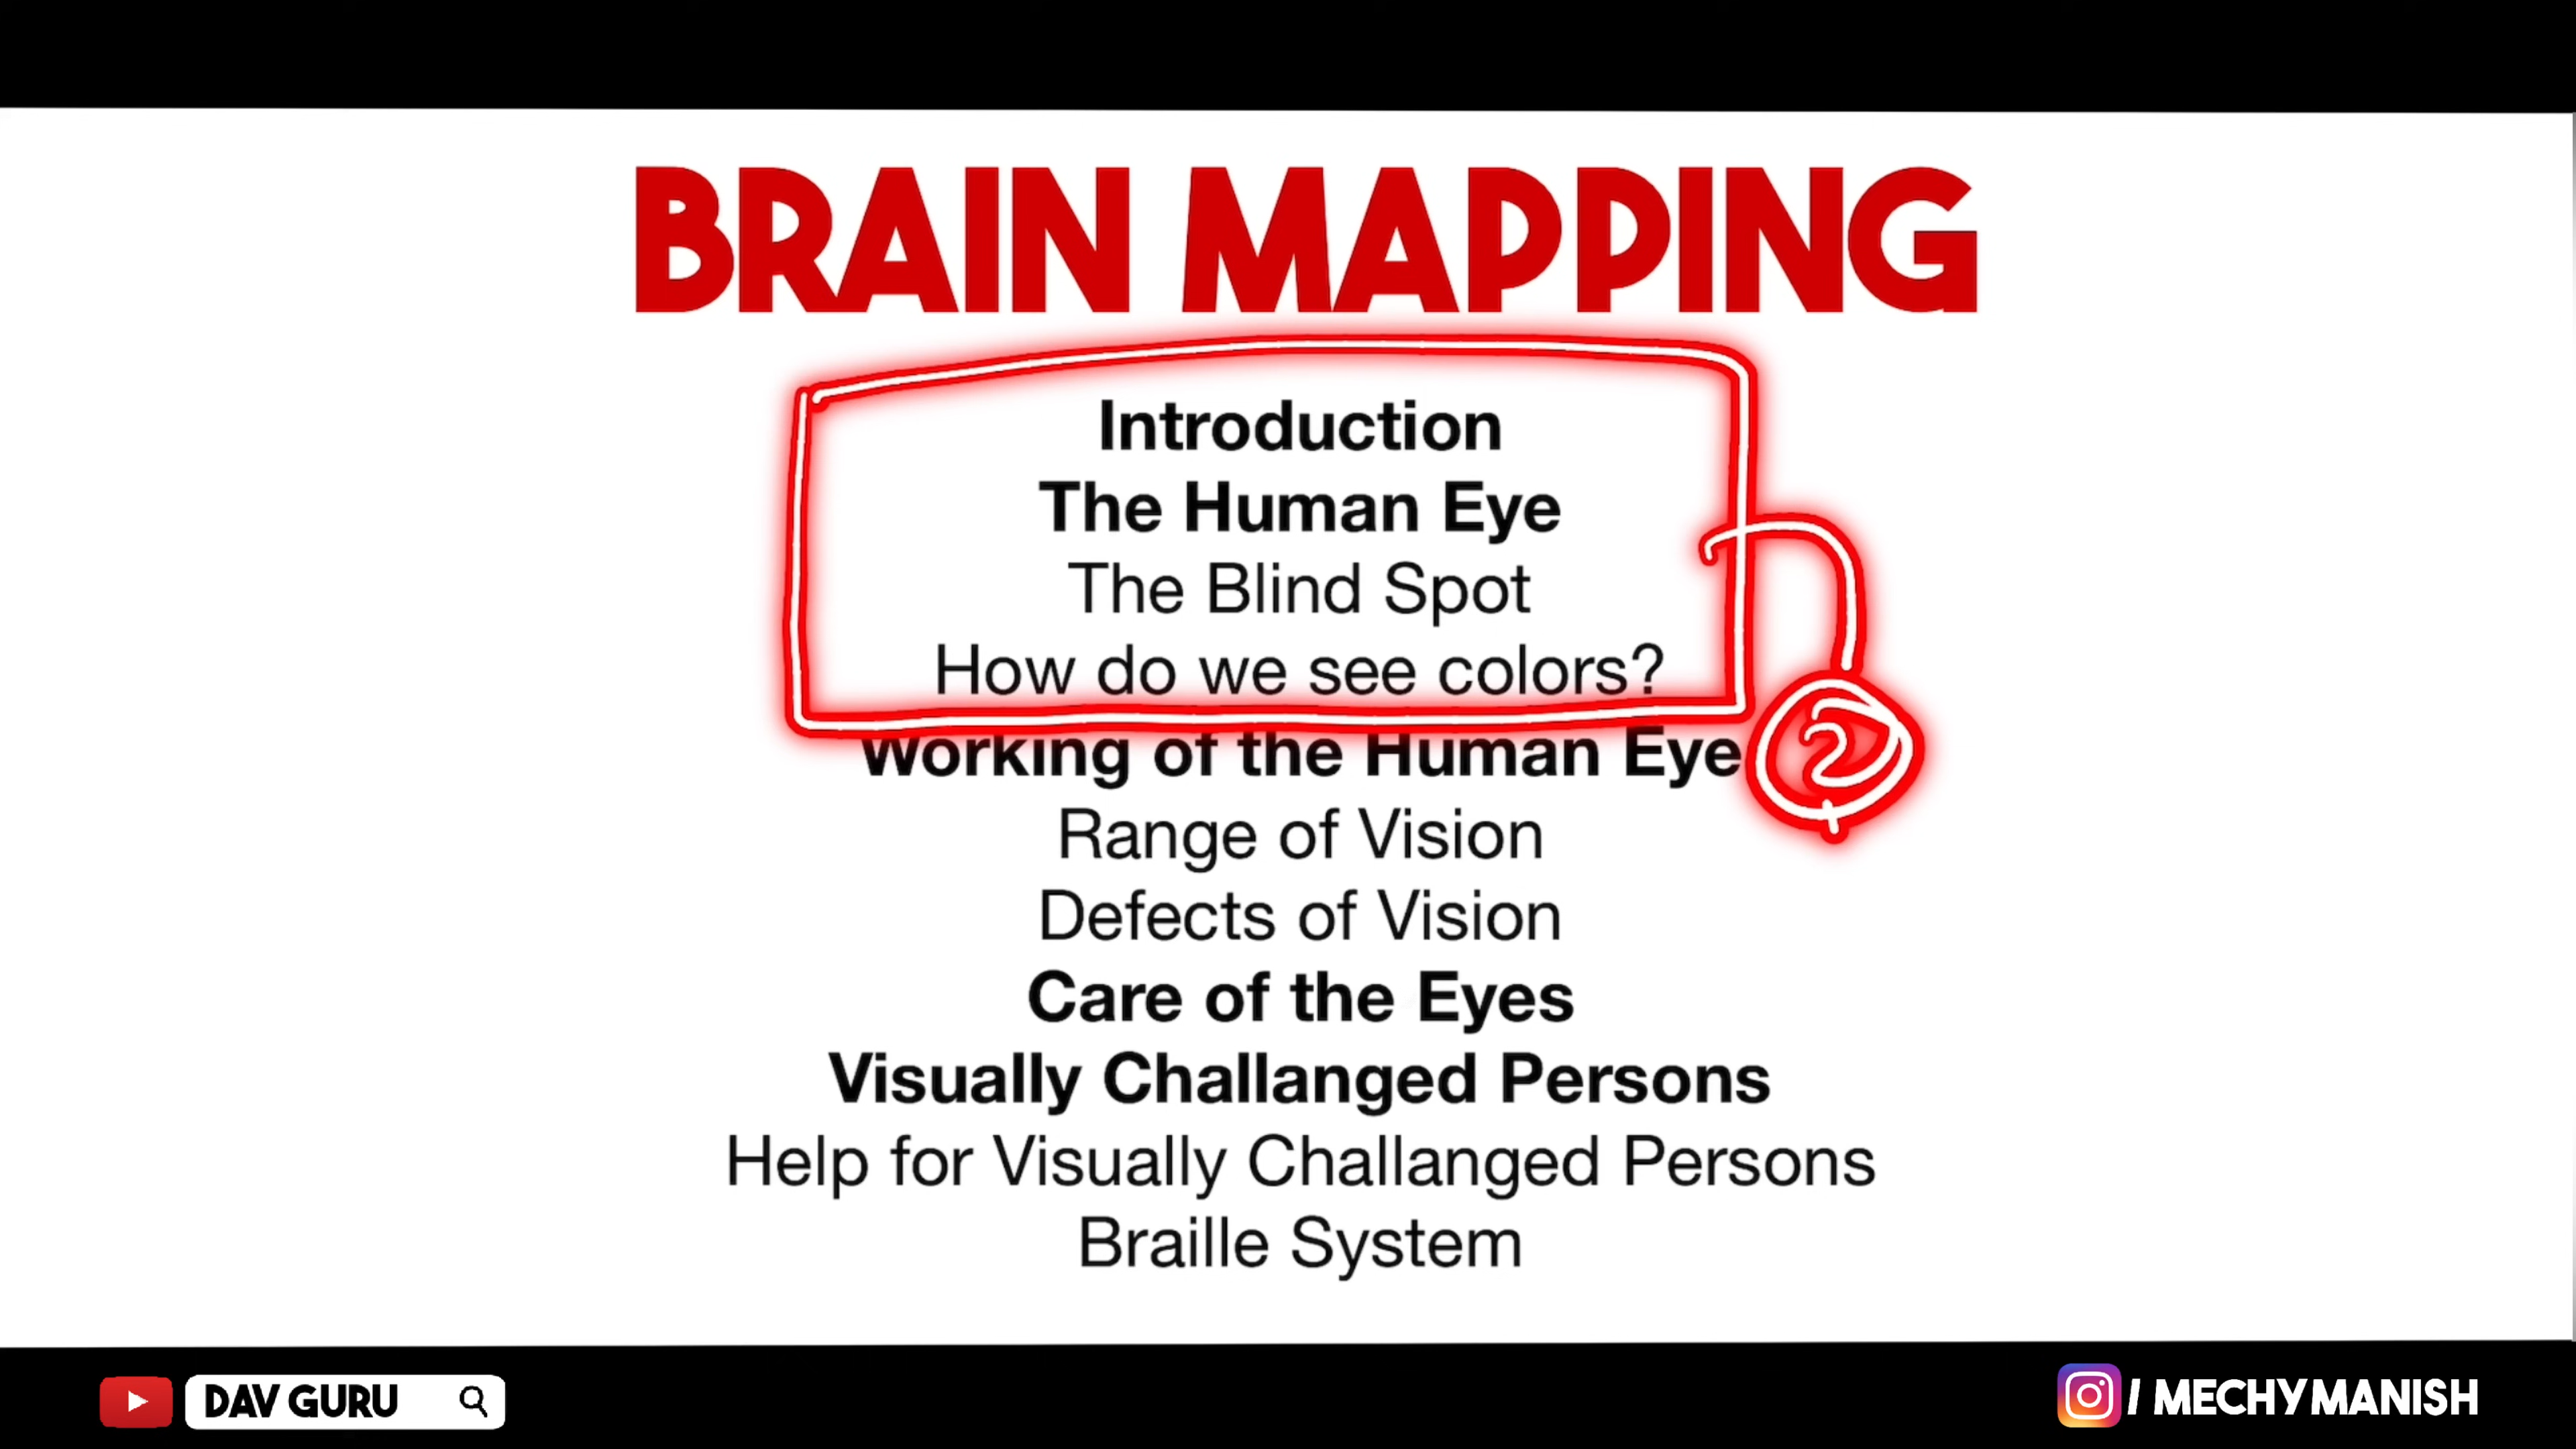 BRAIN MAPPING
Introduction
The Human Eye
The Blind Spot
How do we see colors?
Working of the Human Eye
2
Range of Vision
Defects of Vision
Care of the Eyes
Visually Challanged Persons
Help for Visually Challanged Persons
Braille System
DAV GURU
/ MECHYMANISH